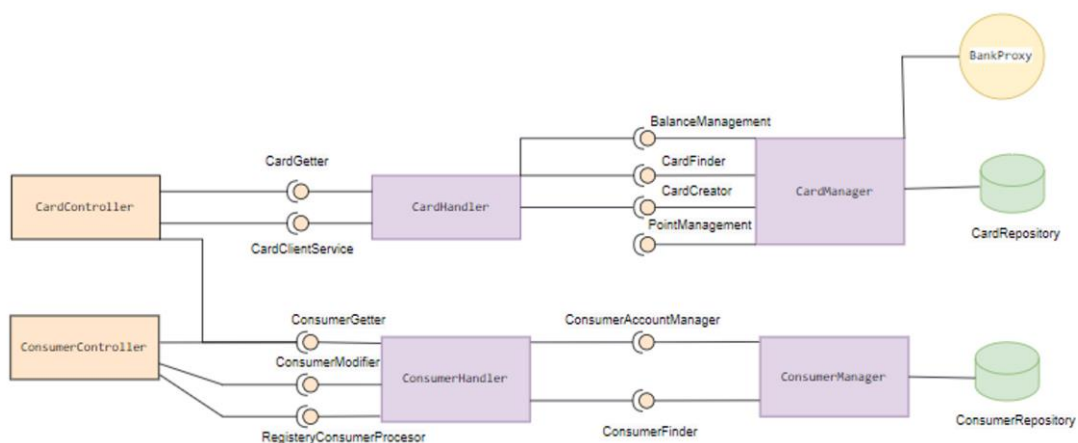 BankProxy
BalanceManagement
CardGetter
CardFinder
CardController
CardHandler
CardCreator
CardManager
CardClientService
PointManagement
CardRepository
ConsumerGetter
ConsumerAccountManager
ConsumerController
ConsumerModifier
ConsumerHandler
ConsumerManager
RegisteryConsumerProcesor
ConsumerFinder
ConsumerRepository